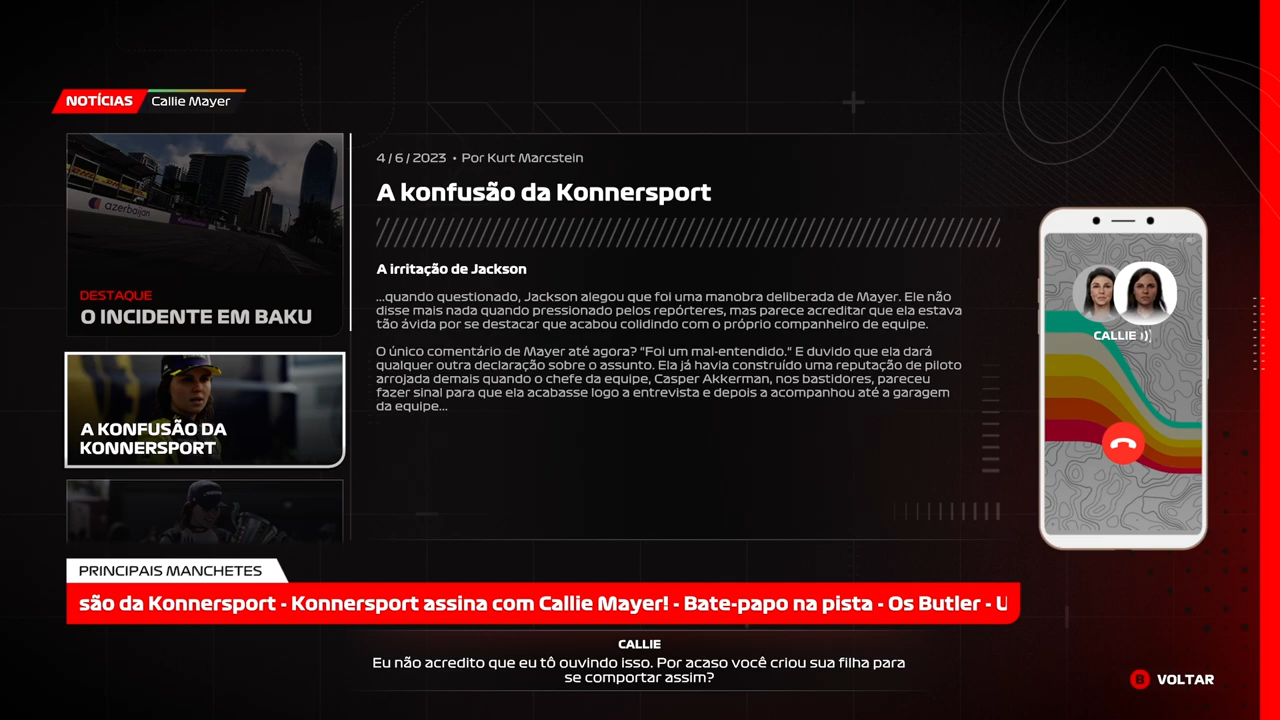 NOTÍCIAS
Callie Mayer
azerbaijan
DESTAQUE
O INCIDENTE EM BAKU
A KONFUSÃO DA
KONNERSPORT
4 / 6 / 2023 • Por Kurt Marcstein
A konfusão da Konnersport
A irritação de Jackson
...quando questionado, Jackson alegou que foi uma manobra deliberada de Mayer. Ele não
disse mais nada quando pressionado pelos repórteres, mas parece acreditar que ela estava
tão ávida por se destacar que acabou colidindo com o próprio companheiro de equipe.
O único comentário de Mayer até agora? "Foi um mal-entendido." E duvido que ela dará
qualquer outra declaração sobre o assunto. Ela já havia construído uma reputação de piloto
arrojada demais quando o chefe da equipe, Casper Akkerman, nos bastidores, pareceu
fazer sinal para que ela acabasse logo a entrevista e depois a acompanhou até a garagem
da equipe...
CALLIE
PRINCIPAIS MANCHETES
são da Konnersport - Konnersport assina com Callie Mayer! - Bate-papo na pista - Os Butler - U
CALLIE
Eu não acredito que eu tô ouvindo isso. Por acaso você criou sua filha para
se comportar assim?
B VOLTAR